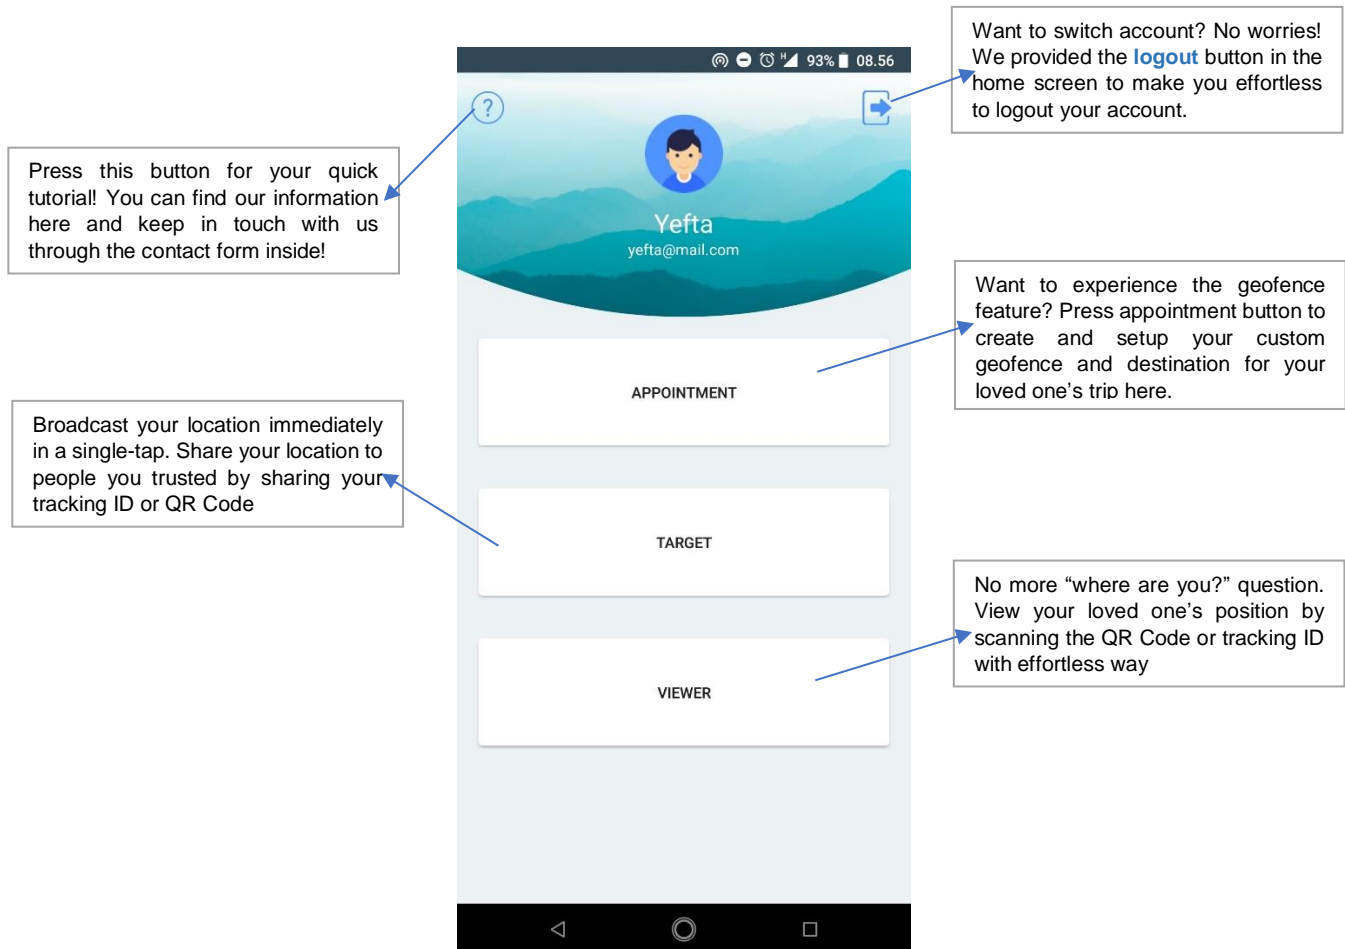 Want to switch account? No worries!
We provided the logout button in the
home screen to make you effortless
to logout your account.
93% 08.56
?
Press this button for your quick
tutorial! You can find our information
here and keep in touch with us
through the contact form inside!
Yefta
yefta@mail.com
Want to experience the geofence
feature? Press appointment button to
create and setup your custom
geofence and destination for your
loved one's trip here.
APPOINTMENT
Broadcast your location immediately
in a single-tap. Share your location to
people you trusted by sharing your
tracking ID or QR Code
TARGET
No more “where are you?” question.
View your loved one's position by
scanning the QR Code or tracking ID
with effortless way
VIEWER